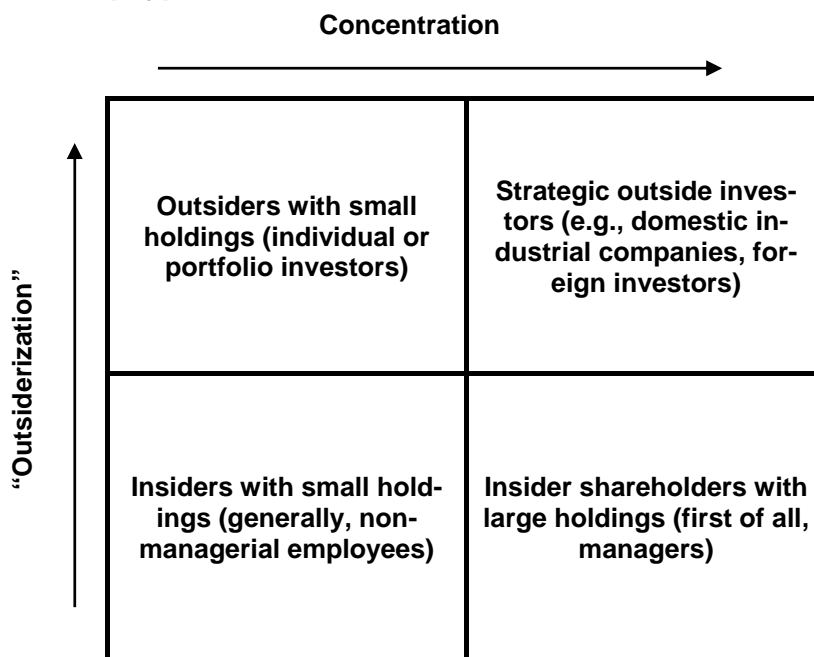 Concentration
"Outsiderization"
Outsiders with small
holdings (individual or
portfolio investors)
Strategic outside inves-
tors (e.g., domestic in-
dustrial companies, for-
eign investors)
Insiders with small hold-
ings (generally, non-
managerial employees)
Insider shareholders with
large holdings (first of all,
managers)